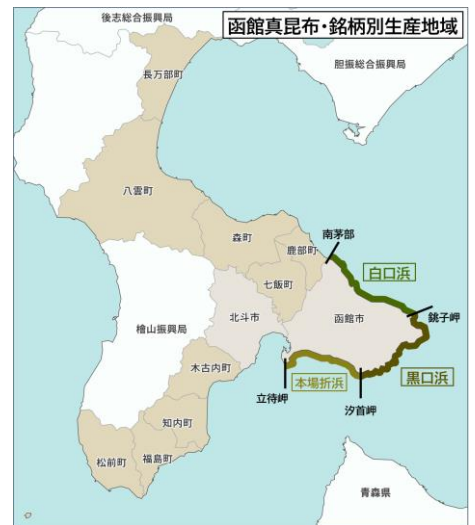 函館真昆布・銘柄別生産地域
後志総合振興局
胆振総合振興局
長万部町
八雲町
森町
鹿部町
南茅部
白口浜
七飯町
北斗市
函館市
銚子岬
檜山振興局
木古内町
本場折浜
黒口浜
立待岬
汐首岬
知内町
松前町
福島町
青森県